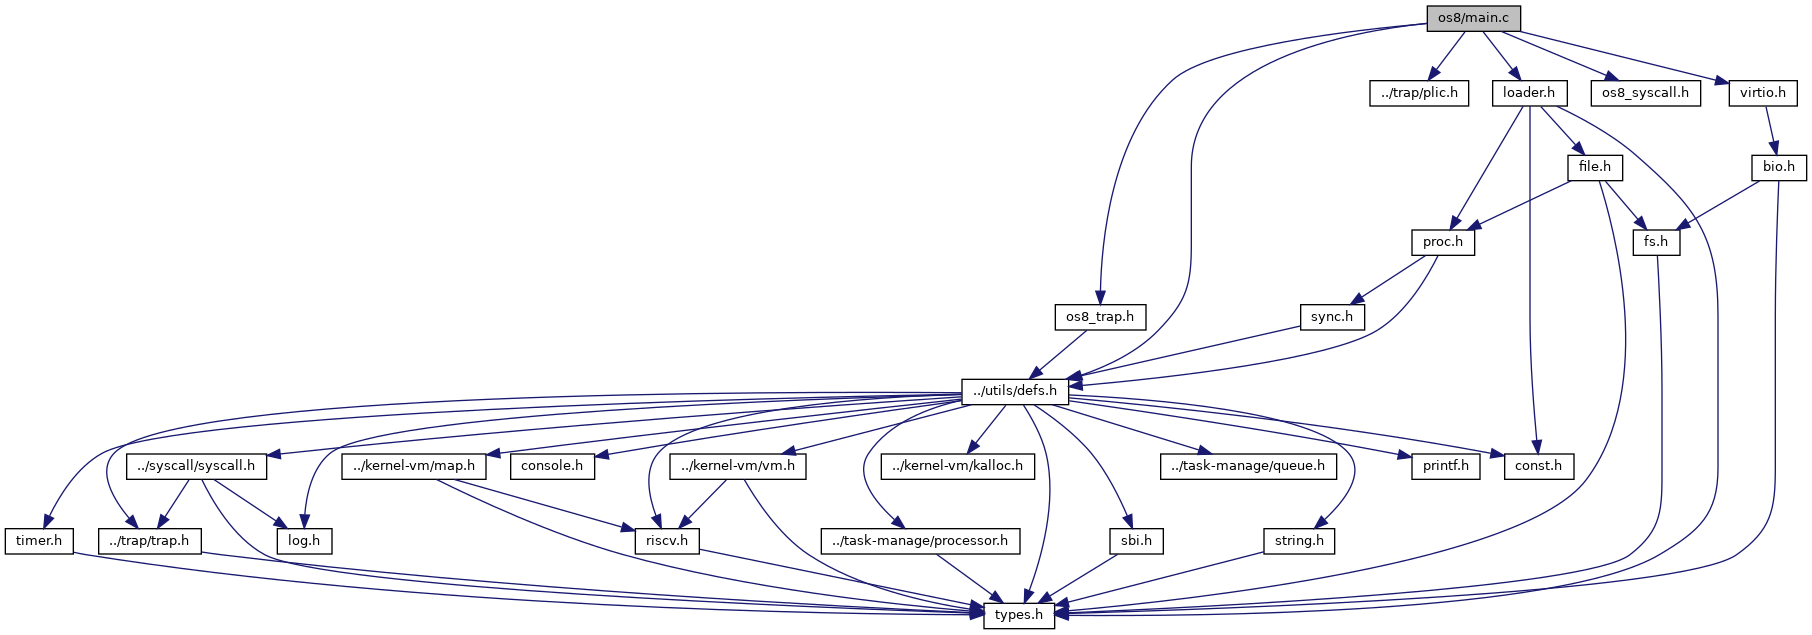 os8/main.c
../trap/plic.h
loader.h
os8_syscall.h
virtio.h
file.h
bio.h
proc.h
fs.h
os8_trap.h
sync.h
../utils/defs.h
../syscall/syscall.h
../kernel-vm/map.h
console.h
../kernel-vm/vm.h
../kernel-vm/kalloc.h
../task-manage/queue.h
printf.h
const.h
timer.h
../trap/trap.h
log.h
riscv.h
../task-manage/processor.h
sbi.h
string.h
types.h